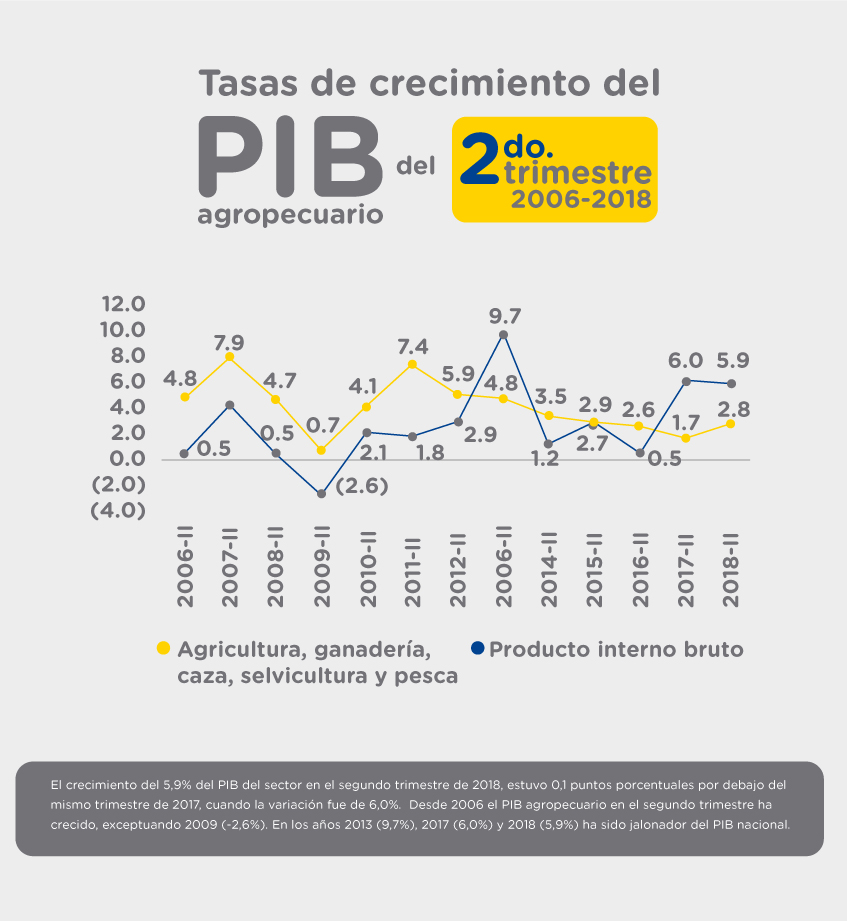 Tasas de crecimiento del
PIB
agropecuario
del
2do.
trimestre
2006-2018
12.0
10.0
8.0
6.0
4.0
2.0
0.0
(2.0)
(4.0)
4.8
7.9
4.7
0.7
4.1
7.4
5.9
4.8
3.5
2.9
2.6
1.7
2.8
0.5
0.5
(2.6)
2.1
1.8
2.9
9.7
1.2
2.7
0.5
6.0
5.9
2006-II
2007-II
2008-II
2009-II
2010-II
2011-II
2012-II
2006-II
2014-II
2015-II
2016-II
2017-II
2018-II
Agricultura, ganadería,
caza, selvicultura y pesca
Producto interno bruto
El crecimiento del 5,9% del PIB del sector en el segundo trimestre de 2018, estuvo 0,1 puntos porcentuales por debajo del
mismo trimestre de 2017, cuando la variación fue de 6,0%. Desde 2006 el PIB agropecuario en el segundo trimestre ha
crecido, exceptuando 2009 (-2,6%). En los años 2013 (9,7%), 2017 (6,0%) y 2018 (5,9%) ha sido jalonador del PIB nacional.